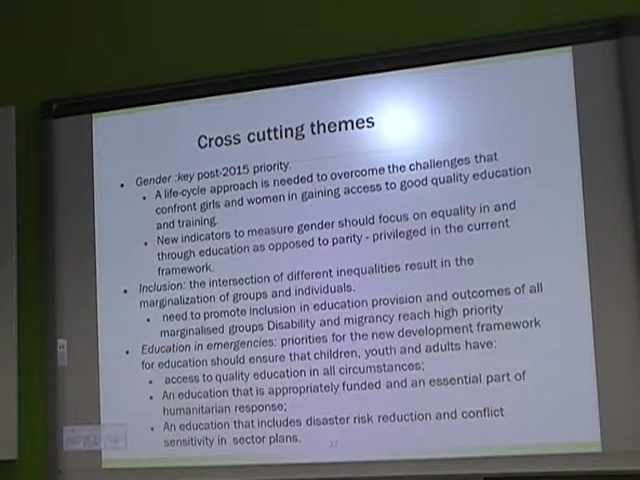 Cross cutting themes
• Gender :key post-2015 priority.
• A life-cycle approach is needed to overcome the challenges that
confront girls and women in gaining access to good quality education
and training.
• New indicators to measure gender should focus on equality in and
through education as opposed to parity - privileged in the current
framework.
• Inclusion: the intersection of different inequalities result in the
marginalization of groups and individuals.
• need to promote inclusion in education provision and outcomes of all
marginalised groups Disability and migrancy reach high priority
• Education in emergencies: priorities for the new development framework
for education should ensure that children, youth and adults have:
• access to quality education in all circumstances;
• An education that is appropriately funded and an essential part of
humanitarian response;
• An education that includes disaster risk reduction and conflict
sensitivity in sector plans.